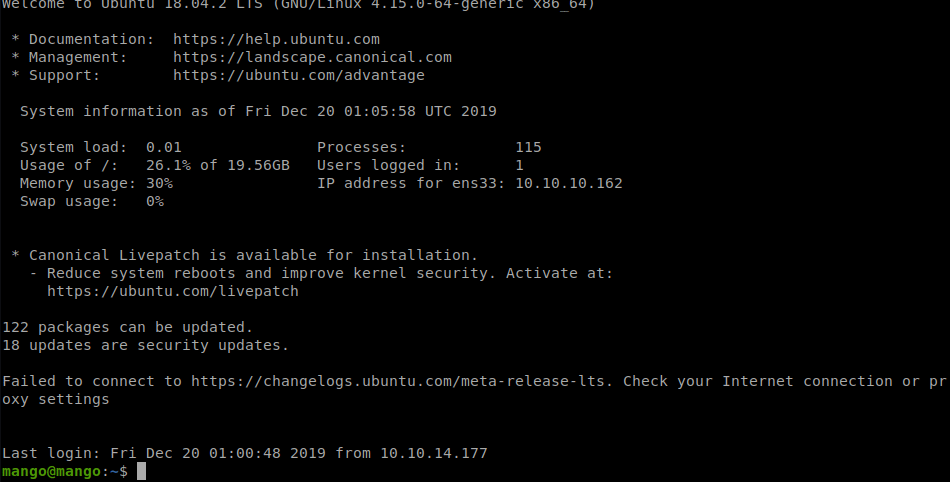 Welcome to Ubuntu 18.04.2 LTS (GNU/Linux 4.15.0-64-generic x86_64)
* Documentation:  https://help.ubuntu.com
* Management:     https://landscape.canonical.com
* Support:        https://ubuntu.com/advantage
System information as of Fri Dec 20 01:05:58 UTC 2019
System load:  0.01                Processes:            115
Usage of /:   26.1% of 19.56GB   Users logged in:      1
Memory usage: 30%                IP address for ens33: 10.10.10.162
Swap usage:   0%
* Canonical Livepatch is available for installation.
- Reduce system reboots and improve kernel security. Activate at:
https://ubuntu.com/livepatch
122 packages can be updated.
18 updates are security updates.
Failed to connect to https://changelogs.ubuntu.com/meta-release-lts. Check your Internet connection or pr
oxy settings
Last login: Fri Dec 20 01:00:48 2019 from 10.10.14.177
mango@mango:~$